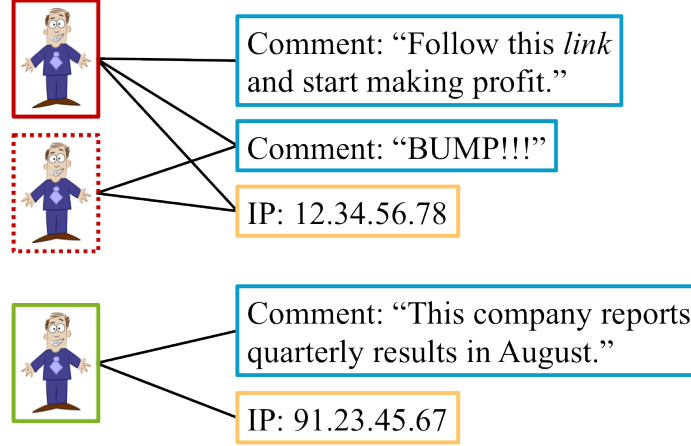 Comment: “Follow this link
and start making profit.”
Comment: “BUMP!!!”
IP: 12.34.56.78
Comment: “This company reports
quarterly results in August.”
IP: 91.23.45.67